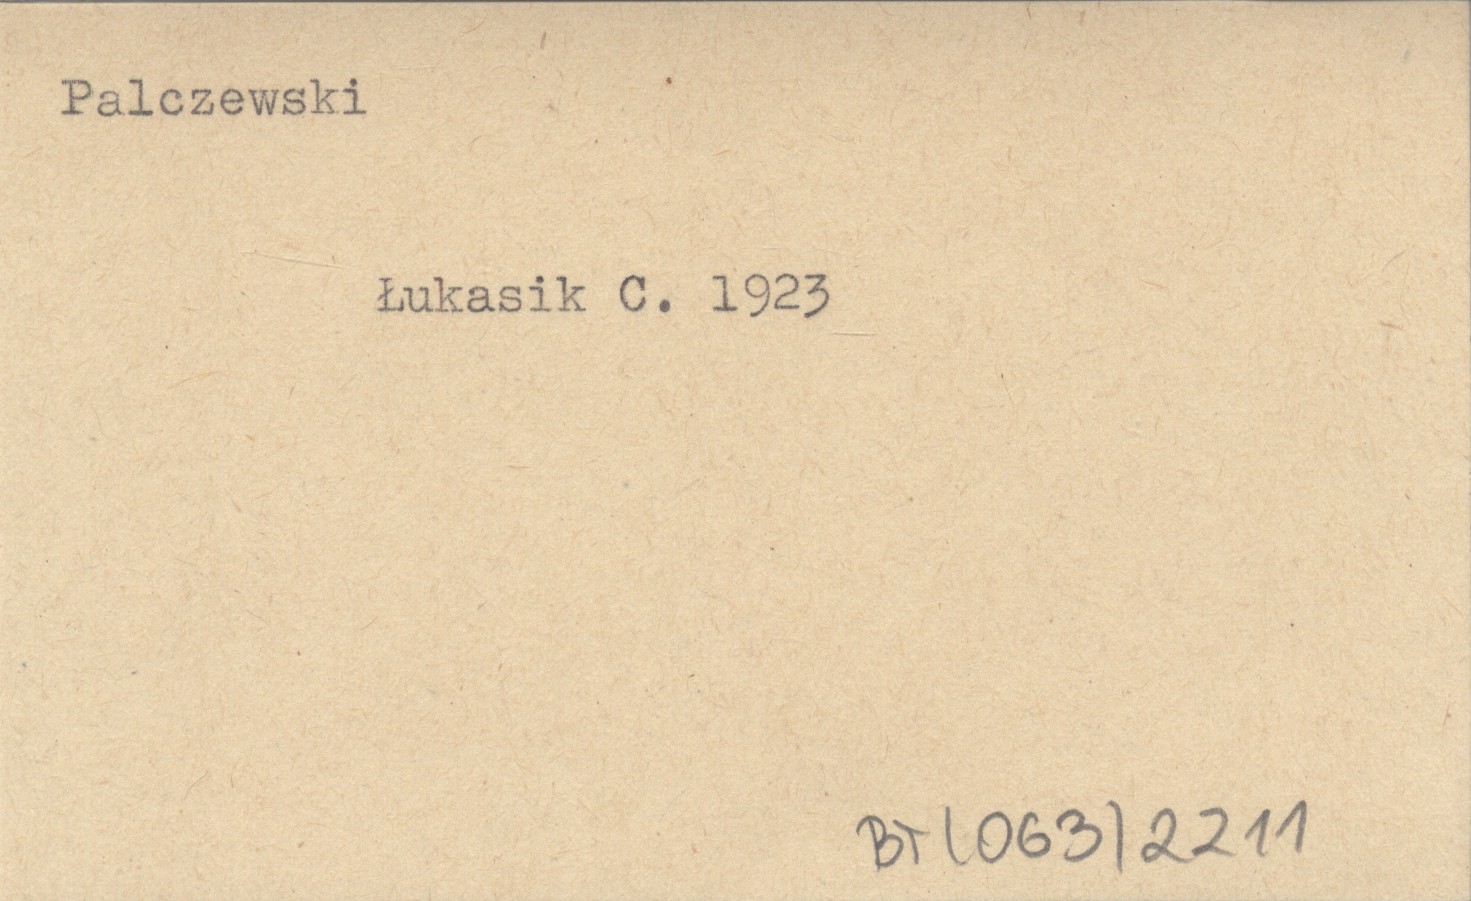 Palczewski
Łukasik C. 1923
BT(063)2211